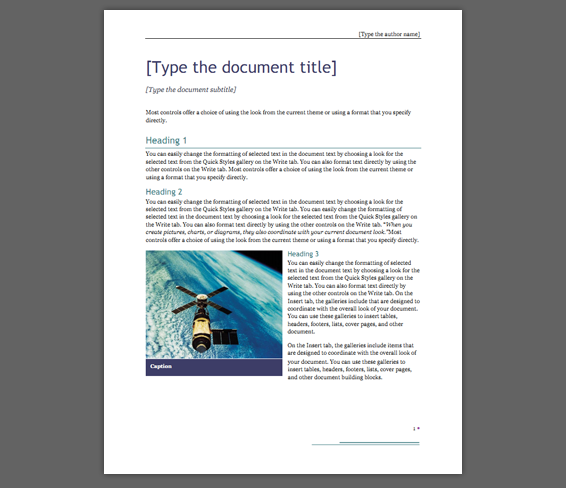 [Type the author name]
[Type the document title]
[Type the document subtitle]
Most controls offer a choice of using the look from the current theme or using a format that you specify
directly.
Heading 1
You can easily change the formatting of selected text in the document text by choosing a look for the
selected text from the Quick Styles gallery on the Write tab. You can also format text directly by using the
other controls on the Write tab. Most controls offer a choice of using the look from the current theme or
using a format that you specify directly.
Heading 2
You can easily change the formatting of selected text in the document text by choosing a look for the
selected text from the Quick Styles gallery on the Write tab. You can easily change the formatting of
selected text in the document text by choosing a look for the selected text from the Quick Styles gallery on
the Write tab. You can also format text directly by using the other controls on the Write tab. "When you
create pictures, charts, or diagrams, they also coordinate with your current document look."Most
controls offer a choice of using the look from the current theme or using a format that you specify directly.
Caption
Heading 3
You can easily change the formatting of selected
text in the document text by choosing a look for the
selected text from the Quick Styles gallery on the
Write tab. You can also format text directly by
using the other controls on the Write tab. On the
Insert tab, the galleries include that are designed to
coordinate with the overall look of your document.
You can use these galleries to insert tables,
headers, footers, lists, cover pages, and other
document.
On the Insert tab, the galleries include items that
are designed to coordinate with the overall look of
your document. You can use these galleries to
insert tables, headers, footers, lists, cover pages,
and other document building blocks.